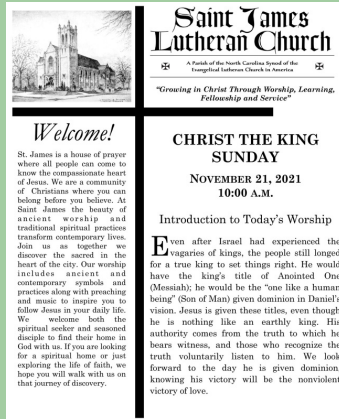 Saint James
Lutheran Church
A Parish of the North Carolina Synod of the
Evangelical Lutheran Church in America
"Growing in Christ Through Worship, Learning,
Fellowship and Service"
Welcome!
St. James is a house of prayer
where all people can come to
know the compassionate heart
of Jesus. We are a community
of Christians where you can
belong before you believe. At
Saint James the beauty of
ancient worship and
traditional spiritual practices
transform contemporary lives.
Join us as together we
discover the sacred in the
heart of the city. Our worship
includes ancient and
contemporary symbols and
practices along with preaching
and music to inspire you to
follow Jesus in your daily life.
We welcome both the
spiritual seeker and seasoned
disciple to find their home in
God with us. If you are looking
for a spiritual home or just
exploring the life of faith, we
hope you will walk with us on
that journey of discovery.
CHRIST THE KING
SUNDAY
NOVEMBER 21, 2021
10:00 A.M.
Introduction to Today's Worship
Even after Israel had experienced the
vagaries of kings, the people still longed
for a true king to set things right. He would
have the king's title of Anointed One
(Messiah); he would be the "one like a human
being" (Son of Man) given dominion in Daniel's
vision. Jesus is given these titles, even though
he is nothing like an earthly king. His
authority comes from the truth to which he
bears witness, and those who recognize the
truth voluntarily listen to him. We look
forward to the day he is given dominion,
knowing his victory will be the nonviolent
victory of love.